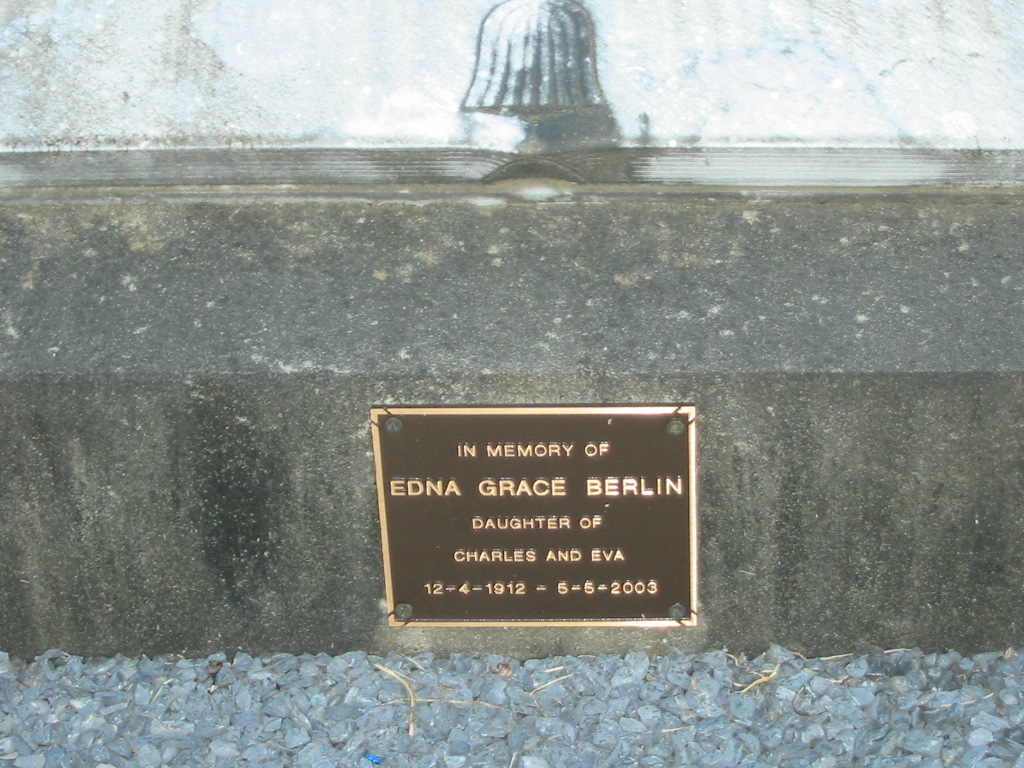 IN MEMORY OF
EDNA GRACE BERLIN
DAUGHTER OF
CHARLES AND EVA
12-4-1912 - 5-5-2003